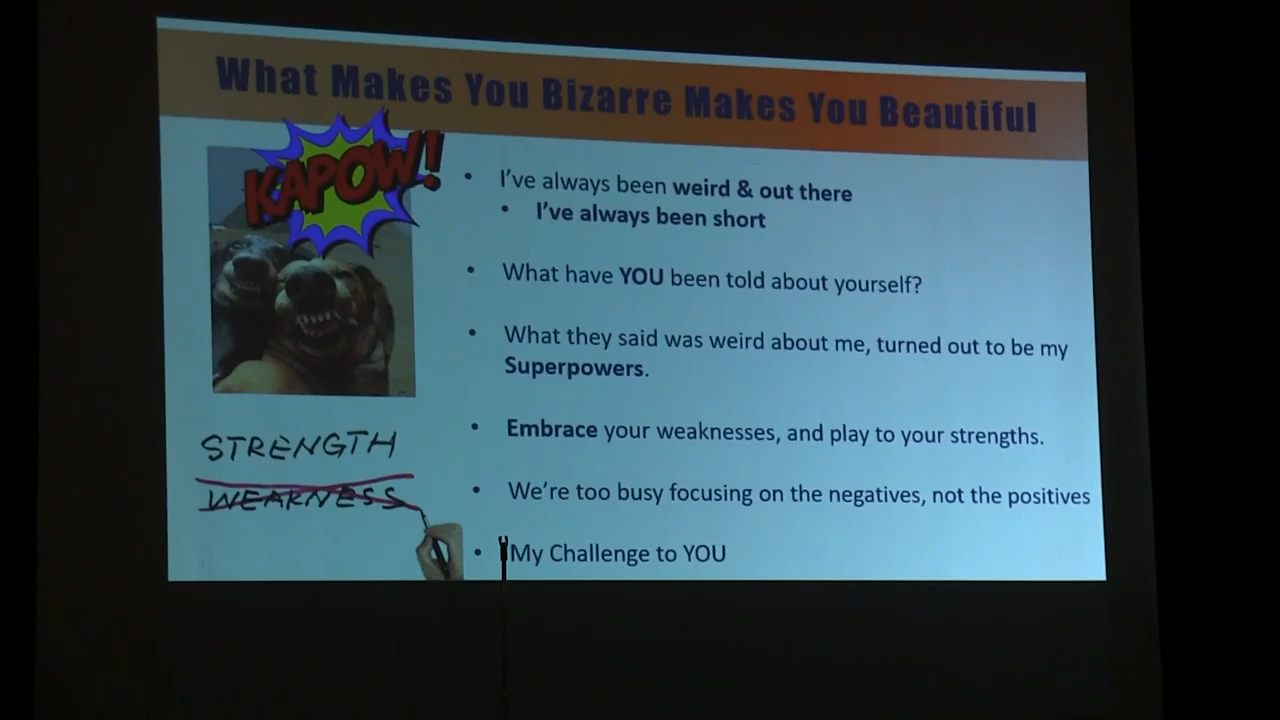 What Makes You Bizarre Makes You Beautiful
KAPOW!
• I've always been weird & out there
• I've always been short
• What have YOU been told about yourself?
• What they said was weird about me, turned out to be my
Superpowers.
• Embrace your weaknesses, and play to your strengths.
• We're too busy focusing on the negatives, not the positives
• My Challenge to YOU
STRENGTH
WEAKNESS